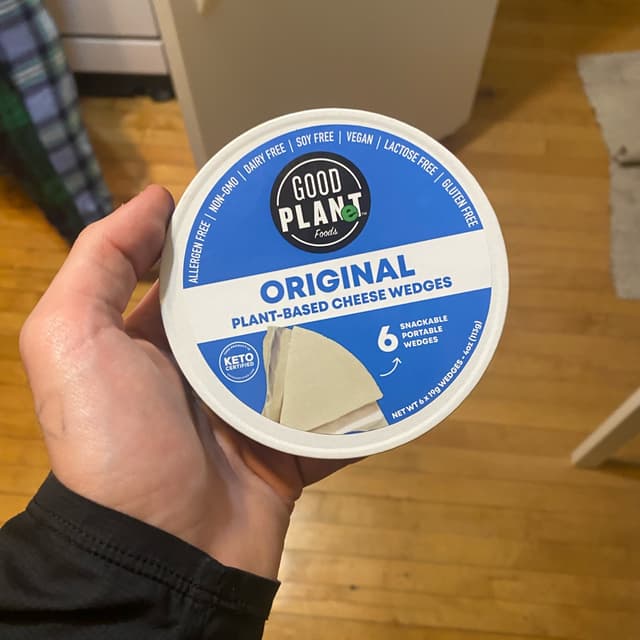 ALLERGEN FREE | NON-GMO | DAIRY FREE | SOY FREE | VEGAN | LACTOSE FREE | GLUTEN FREE
GOOD
PLANT
Foods
ORIGINAL
PLANT-BASED CHEESE WEDGES
6 SNACKABLE
PORTABLE
WEDGES
KETO
CERTIFIED
NET WT 6 x 19g WEDGES - 4oz (113g)